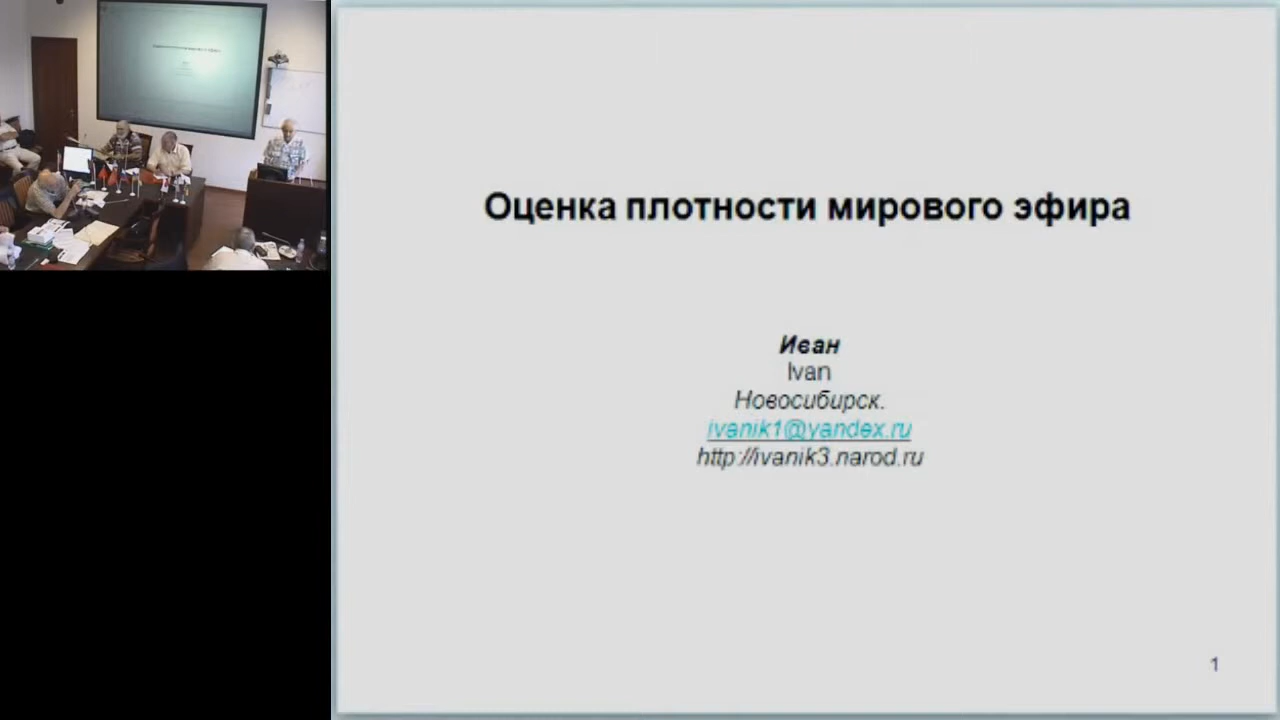 Оценка плотности мирового эфира
Иван
Ivan
Новосибирск.
ivanik1@yandex.ru
http://ivanik3.narod.ru
1